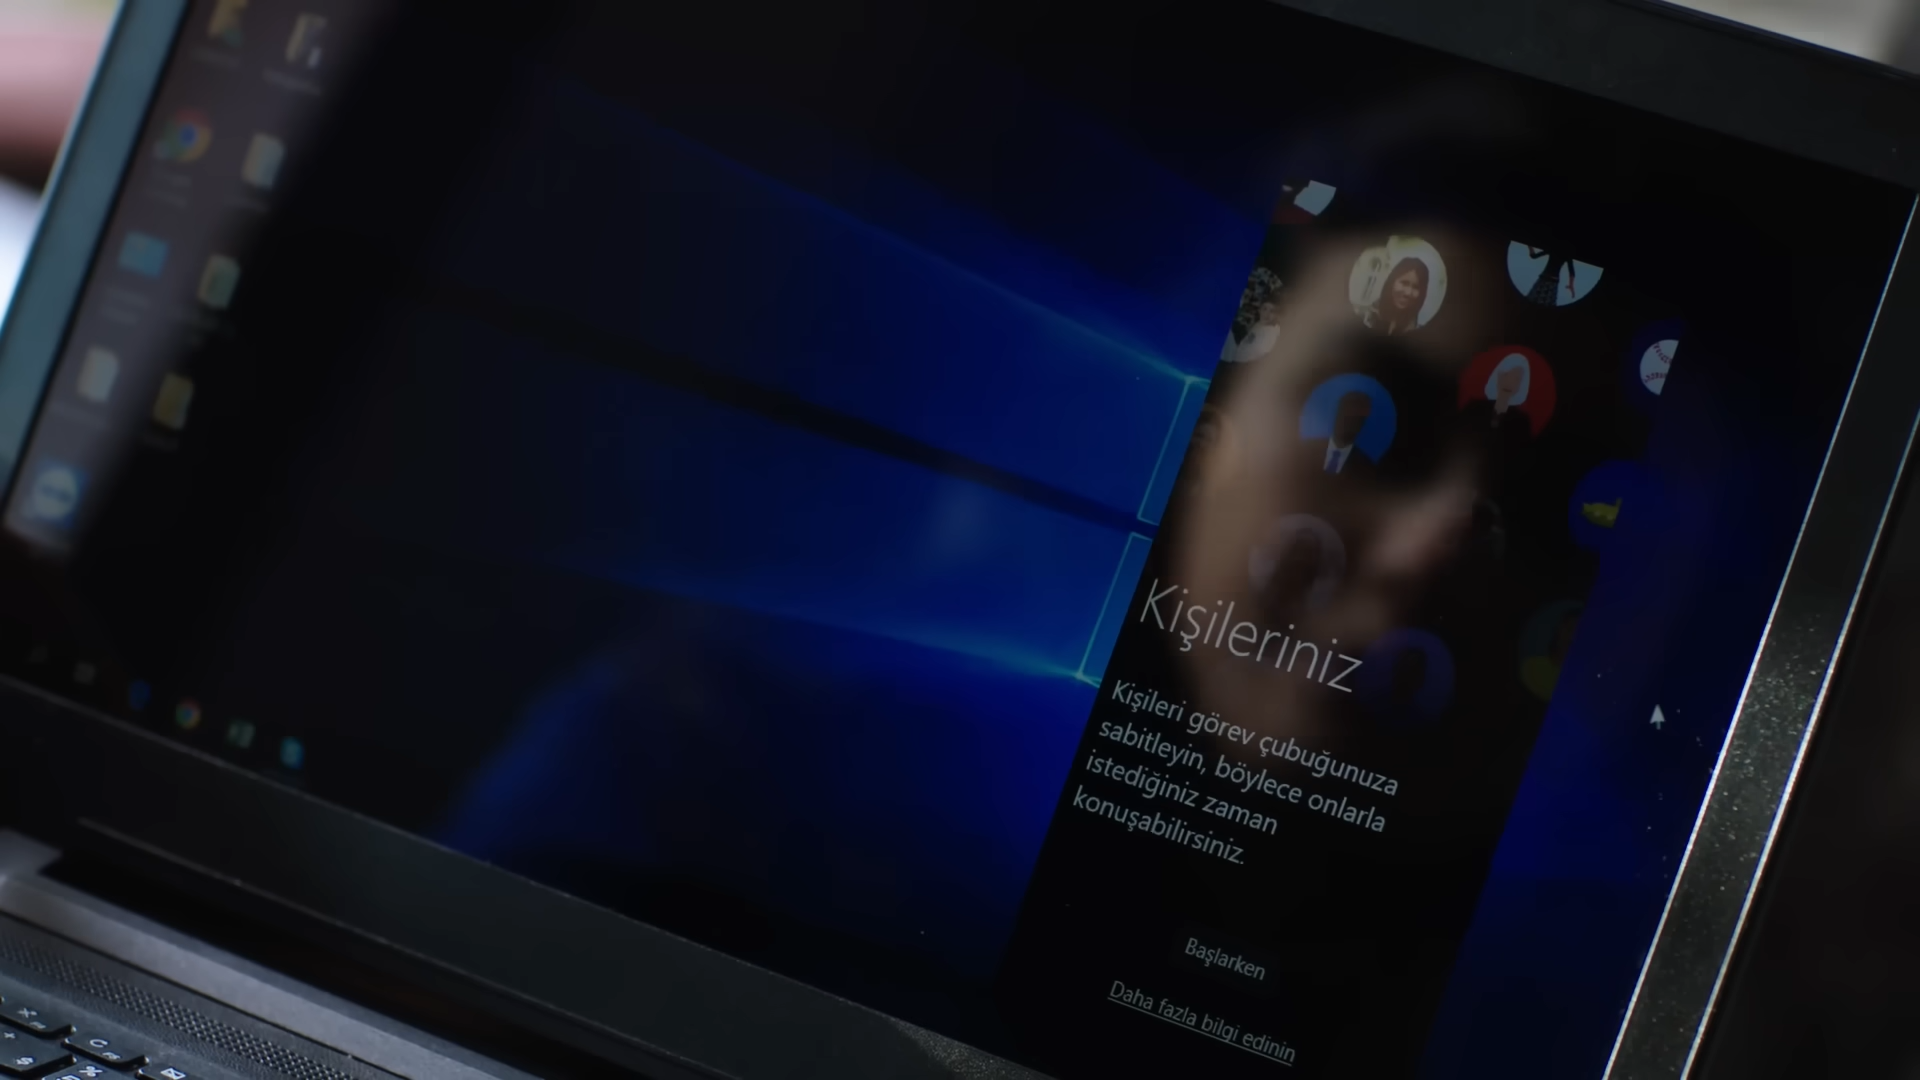 Kişileriniz
Kişileri görev çubuğunuza
sabitleyin, böylece onlarla
istediğiniz zaman
konuşabilirsiniz.
Başlarken
Daha fazla bilgi edinin